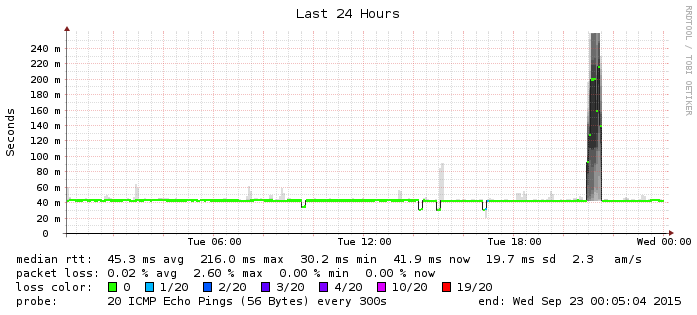 Last 24 Hours
RRDTOOL / TOBI OETIKER
Seconds
240 m
220 m
200 m
180 m
160 m
140 m
120 m
100 m
80 m
60 m
40 m
20 m
0
Tue 06:00 Tue 12:00 Tue 18:00 Wed 00:00
median rtt: 45.3 ms avg 216.0 ms max 30.2 ms min 41.9 ms now 19.7 ms sd 2.3 am/s
packet loss: 0.02 % avg 2.60 % max 0.00 % min 0.00 % now
loss color: 0 1/20 2/20 3/20 4/20 10/20 19/20
probe: 20 ICMP Echo Pings (56 Bytes) every 300s end: Wed Sep 23 00:05:04 2015